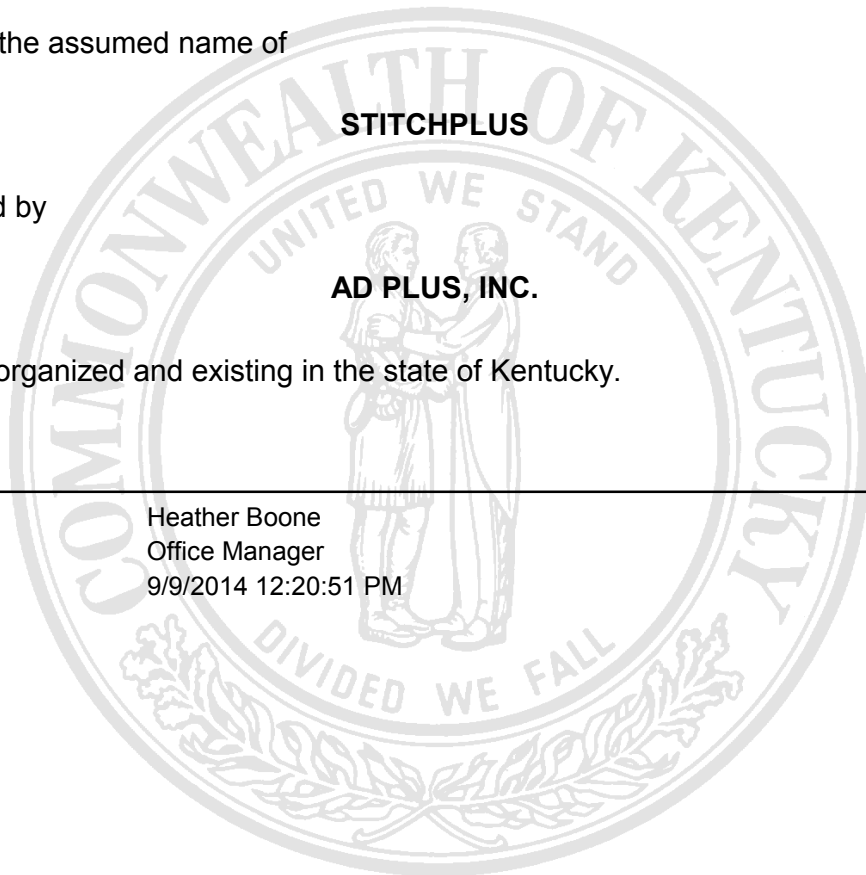 the assumed name of
STITCHPLUS
d by
AD PLUS, INC.
organized and existing in the state of Kentucky.
Heather Boone
Office Manager
9/9/2014 12:20:51 PM
COMMONWEALTH OF KENTUCKY
UNITED WE STAND
DIVIDED WE FALL